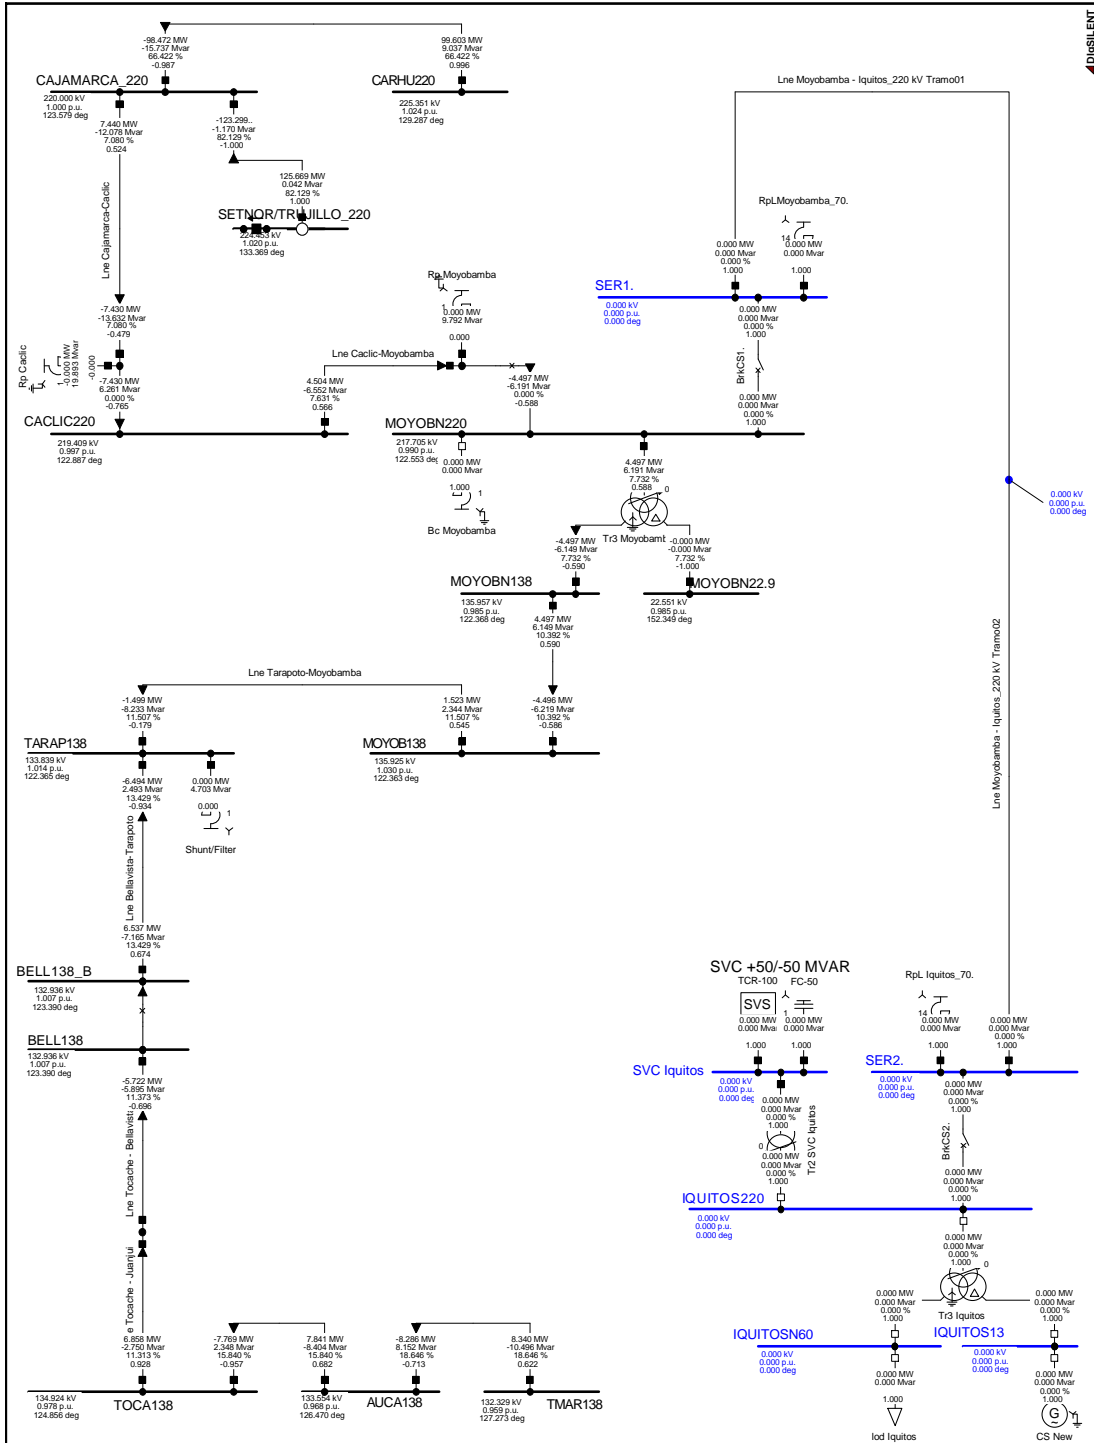 DIgSILENT
-98.472 MW
-15.737 Mvar
66.422 %
-0.987
99.603 MW
9.037 Mvar
66.422 %
0.996
CAJAMARCA_220
CARHU220
220.000 kV
1.000 p.u.
123.579 deg
225.351 kV
1.024 p.u.
129.287 deg
Lne Moyobamba - Iquitos_220 kV Tramo01
7.440 MW
-12.078 Mvar
7.080 %
0.524
-123.299..
-1.170 Mvar
82.129 %
-1.000
125.669 MW
0.042 Mvar
82.129 %
1.000
SETNOR/TRUJILLO_220
224.453 kV
1.020 p.u.
133.369 deg
Lne Cajamarca-Caclic
RpLMoyobamba_70.
14
0.000 MW
0.000 Mvar
0.000 %
1.000
0.000 MW
0.000 Mvar
1.000
SER1.
0.000 kV
0.000 p.u.
0.000 deg
0.000 MW
0.000 Mvar
0.000 %
1.000
BrkCS1.
0.000 MW
0.000 Mvar
0.000 %
1.000
Rp Moyobamba
1
0.000 MW
9.792 Mvar
0.000
-7.430 MW
-13.632 Mvar
7.080 %
-0.479
Rp Caclic
1
-0.000 MW
19.893 Mvar
-0.000
-7.430 MW
6.261 Mvar
0.000 %
-0.765
Lne Caclic-Moyobamba
4.504 MW
-6.552 Mvar
7.631 %
0.566
-4.497 MW
-6.191 Mvar
0.000 %
-0.588
CACLIC220
219.409 kV
0.997 p.u.
122.887 deg
MOYOBN220
217.705 kV
0.990 p.u.
122.553 deg
0.000 MW
0.000 Mvar
1.000
1
Bc Moyobamba
4.497 MW
6.191 Mvar
7.732 %
0.588
0
Tr3 Moyobamb
-4.497 MW
-6.149 Mvar
7.732 %
-0.590
-0.000 MW
-0.000 Mvar
7.732 %
-1.000
0.000 kV
0.000 p.u.
0.000 deg
MOYOBN138
MOYOBN22.9
135.957 kV
0.985 p.u.
122.368 deg
22.551 kV
0.985 p.u.
152.349 deg
4.497 MW
6.149 Mvar
10.392 %
0.590
Lne Moyobamba - Iquitos_220 kV Tramo02
Lne Tarapoto-Moyobamba
-1.499 MW
-8.233 Mvar
11.507 %
-0.179
1.523 MW
2.344 Mvar
11.507 %
0.545
-4.496 MW
-6.219 Mvar
10.392 %
-0.586
TARAP138
MOYOB138
133.839 kV
1.014 p.u.
122.365 deg
135.925 kV
1.030 p.u.
122.363 deg
-6.494 MW
2.493 Mvar
13.429 %
-0.934
0.000 MW
4.703 Mvar
0.000
1
Shunt/Filter
Lne Bellavista-Tarapoto
6.537 MW
-7.165 Mvar
13.429 %
0.674
BELL138_B
132.936 kV
1.007 p.u.
123.390 deg
BELL138
132.936 kV
1.007 p.u.
123.390 deg
-5.722 MW
-5.895 Mvar
11.373 %
-0.696
Lne Tocache - Bellavista
e Tocache - Juanjui
SVC +50/-50 MVAR
TCR-100
FC-50
SVS
1
0.000 MW
0.000 Mvar
1.000
0.000 MW
0.000 Mvar
1.000
RpL Iquitos_70.
14
0.000 MW
0.000 Mvar
1.000
0.000 MW
0.000 Mvar
0.000 %
1.000
SVC Iquitos
0.000 kV
0.000 p.u.
0.000 deg
SER2.
0.000 kV
0.000 p.u.
0.000 deg
0.000 MW
0.000 Mvar
0.000 %
1.000
0
Tr2 SVC Iquitos
0.000 MW
0.000 Mvar
0.000 %
1.000
0.000 MW
0.000 Mvar
0.000 %
1.000
BrkCS2.
0.000 MW
0.000 Mvar
0.000 %
1.000
IQUITOS220
0.000 kV
0.000 p.u.
0.000 deg
0.000 MW
0.000 Mvar
0.000 %
1.000
0
Tr3 Iquitos
0.000 MW
0.000 Mvar
0.000 %
1.000
0.000 MW
0.000 Mvar
0.000 %
1.000
IQUITOSN60
IQUITOS13
0.000 kV
0.000 p.u.
0.000 deg
0.000 kV
0.000 p.u.
0.000 deg
0.000 MW
0.000 Mvar
1.000
lod Iquitos
0.000 MW
0.000 Mvar
0.000 %
1.000
G
~
CS New
6.858 MW
-2.750 Mvar
11.313 %
0.928
-7.769 MW
2.348 Mvar
15.840 %
-0.957
7.841 MW
-8.404 Mvar
15.840 %
0.682
-8.286 MW
8.152 Mvar
18.646 %
-0.713
8.340 MW
-10.496 Mvar
18.646 %
0.622
134.924 kV
0.978 p.u.
124.856 deg
TOCA138
133.554 kV
0.968 p.u.
126.470 deg
AUCA138
132.329 kV
0.959 p.u.
127.273 deg
TMAR138